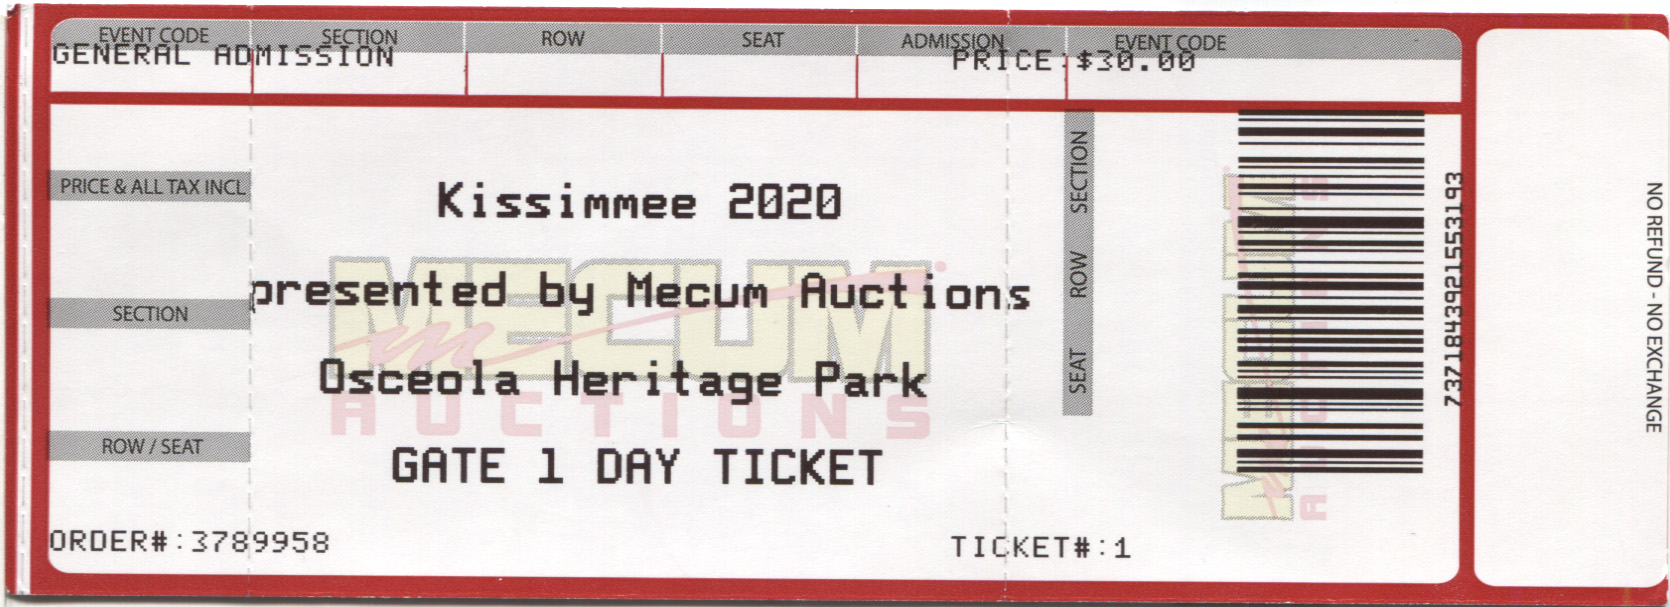 EVENT CODE SECTION ROW SEAT ADMISSION EVENT CODE
GENERAL ADMISSION PRICE:$30.00
PRICE & ALL TAX INCL
SECTION
ROW / SEAT
Kissimmee 2020
MECUM
presented by Mecum Auctions
Osceola Heritage Park
AUCTIONS
GATE 1 DAY TICKET
ORDER#:3789958
TICKET#:1
SEAT ROW SECTION
MECUM
AUCTIONS
7371843921553193
NO REFUND - NO EXCHANGE